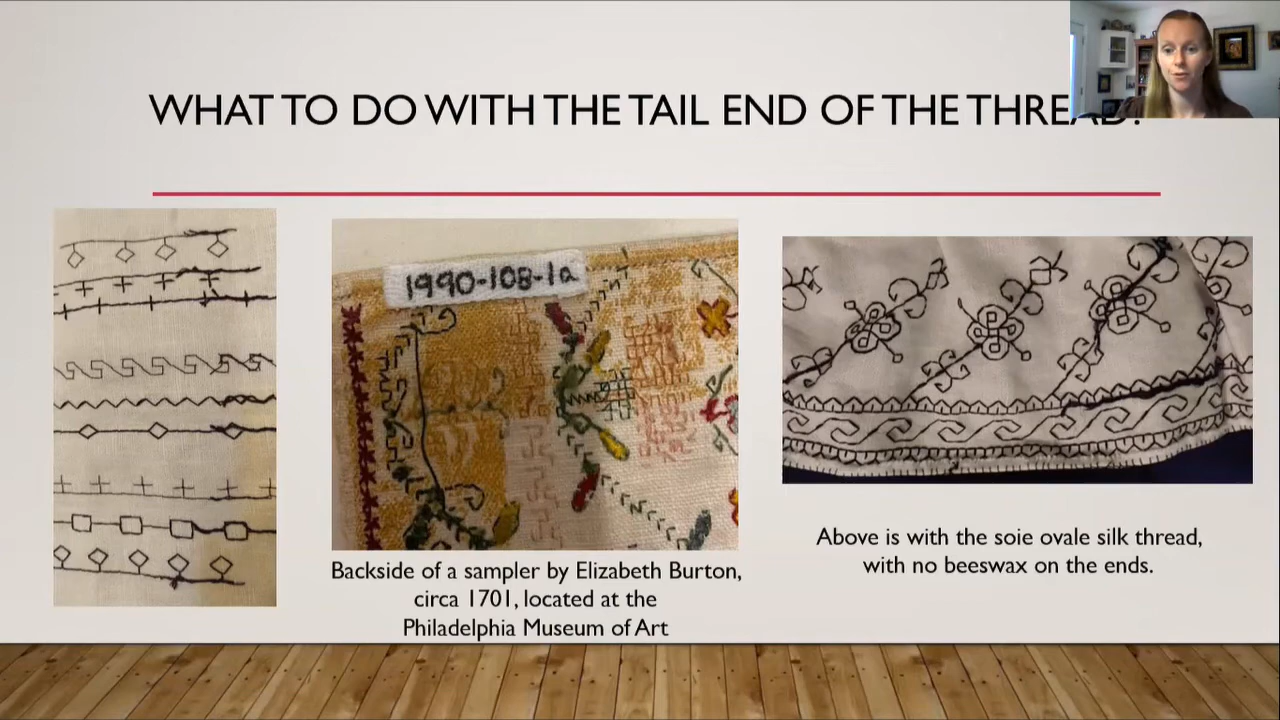 WHAT TO DO WITH THE TAIL END OF THE THREAD?
1990-108-1a
Backside of a sampler by Elizabeth Burton,
circa 1701, located at the
Philadelphia Museum of Art
Above is with the soie ovale silk thread,
with no beeswax on the ends.